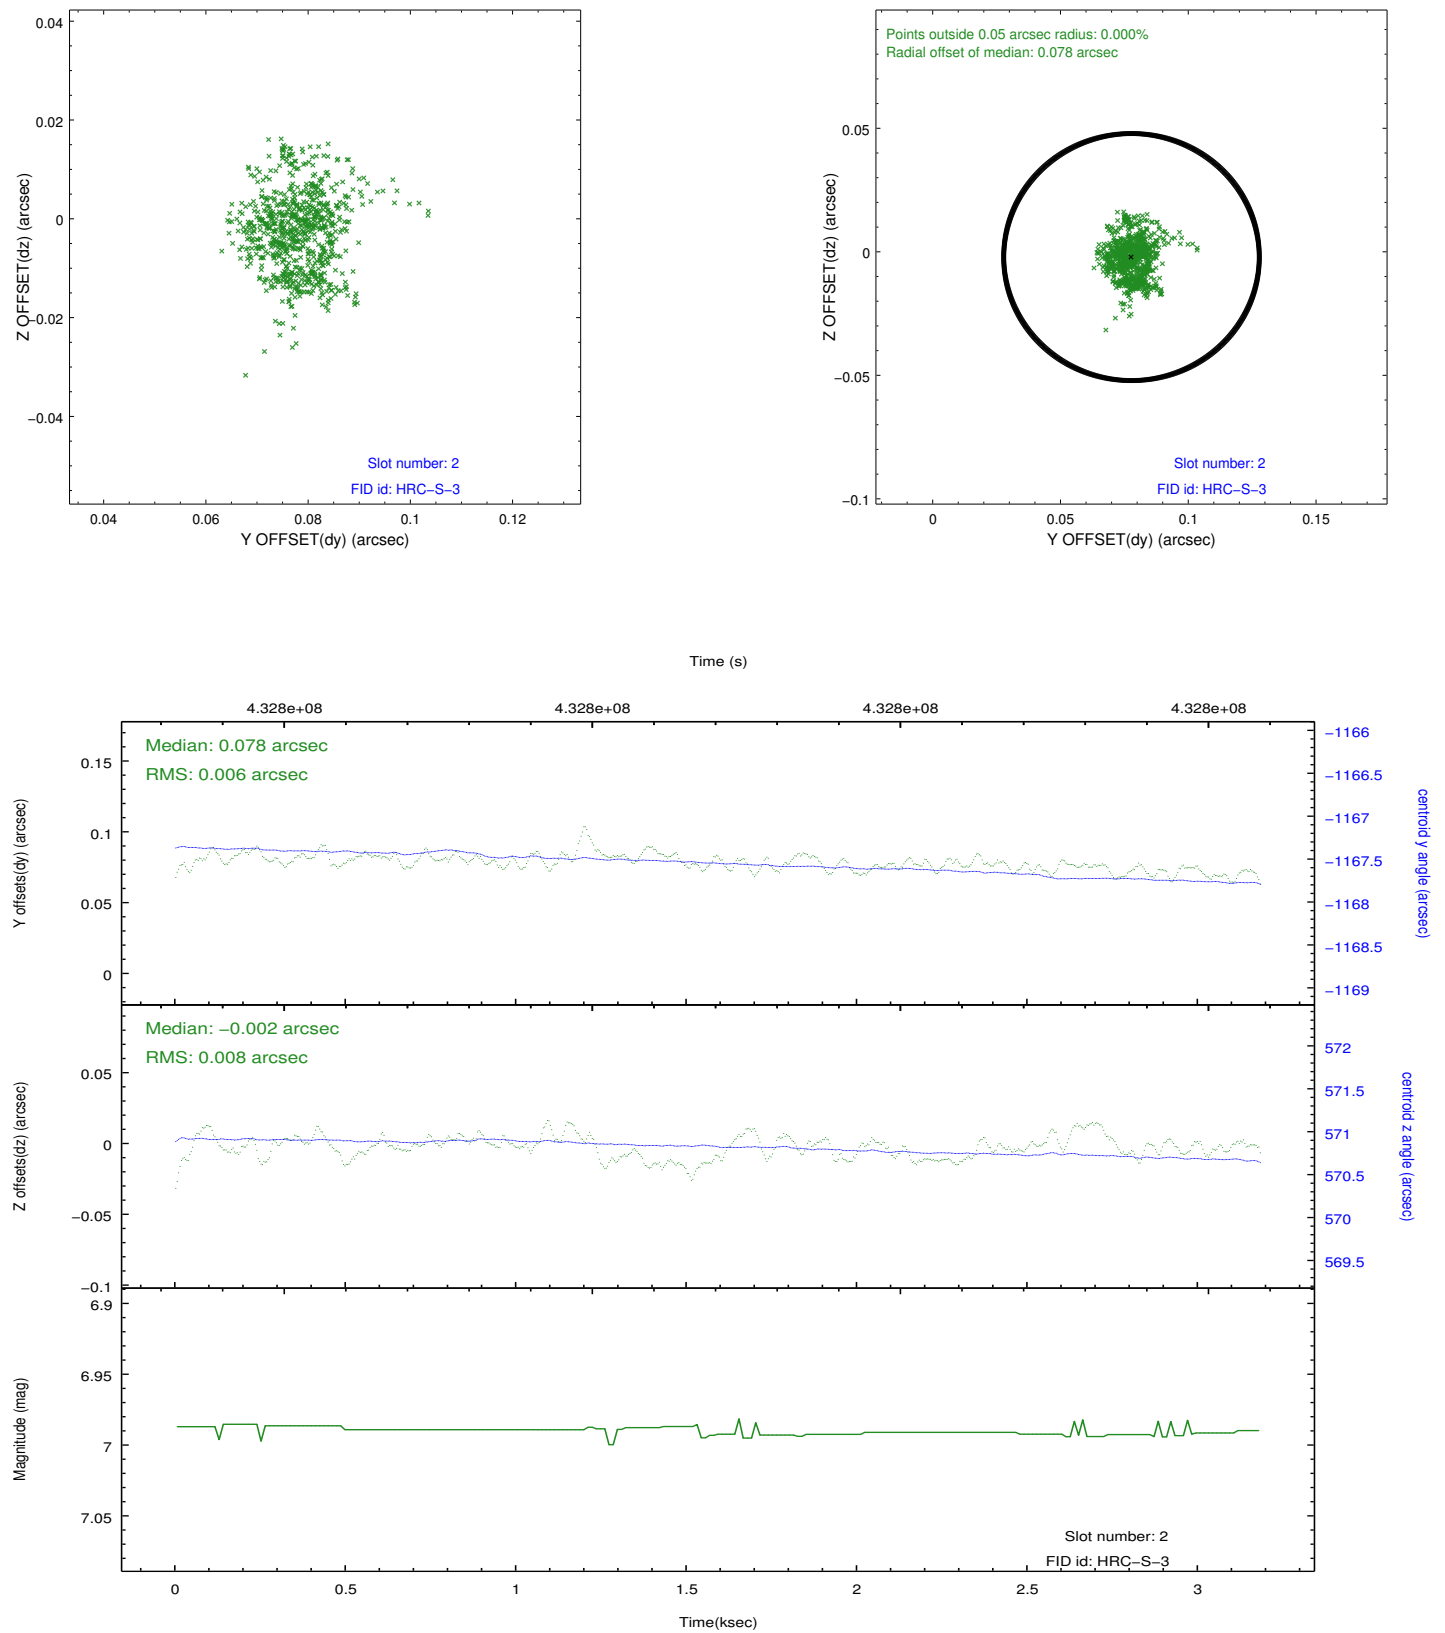 0.04
0.02
0
−0.02
−0.04
Z OFFSET(dz) (arcsec)
Slot number: 2
FID id: HRC−S−3
0.04 0.06 0.08 0.1 0.12
Y OFFSET(dy) (arcsec)
Points outside 0.05 arcsec radius: 0.000%
Radial offset of median: 0.078 arcsec
0.05
0
−0.05
−0.1
Z OFFSET(dz) (arcsec)
Slot number: 2
FID id: HRC−S−3
0 0.05 0.1 0.15
Y OFFSET(dy) (arcsec)
Time (s)
4.328e+08 4.328e+08 4.328e+08 4.328e+08
Median: 0.078 arcsec
RMS: 0.006 arcsec
0.15
0.1
0.05
0
Y offsets(dy) (arcsec)
−1166
−1166.5
−1167
−1167.5
−1168
−1168.5
−1169
centroid y angle (arcsec)
Median: −0.002 arcsec
RMS: 0.008 arcsec
0.05
0
−0.05
−0.1
Z offsets(dz) (arcsec)
572
571.5
571
570.5
570
569.5
centroid z angle (arcsec)
6.9
6.95
7
7.05
Magnitude (mag)
Slot number: 2
FID id: HRC−S−3
0 0.5 1 1.5 2 2.5 3
Time(ksec)